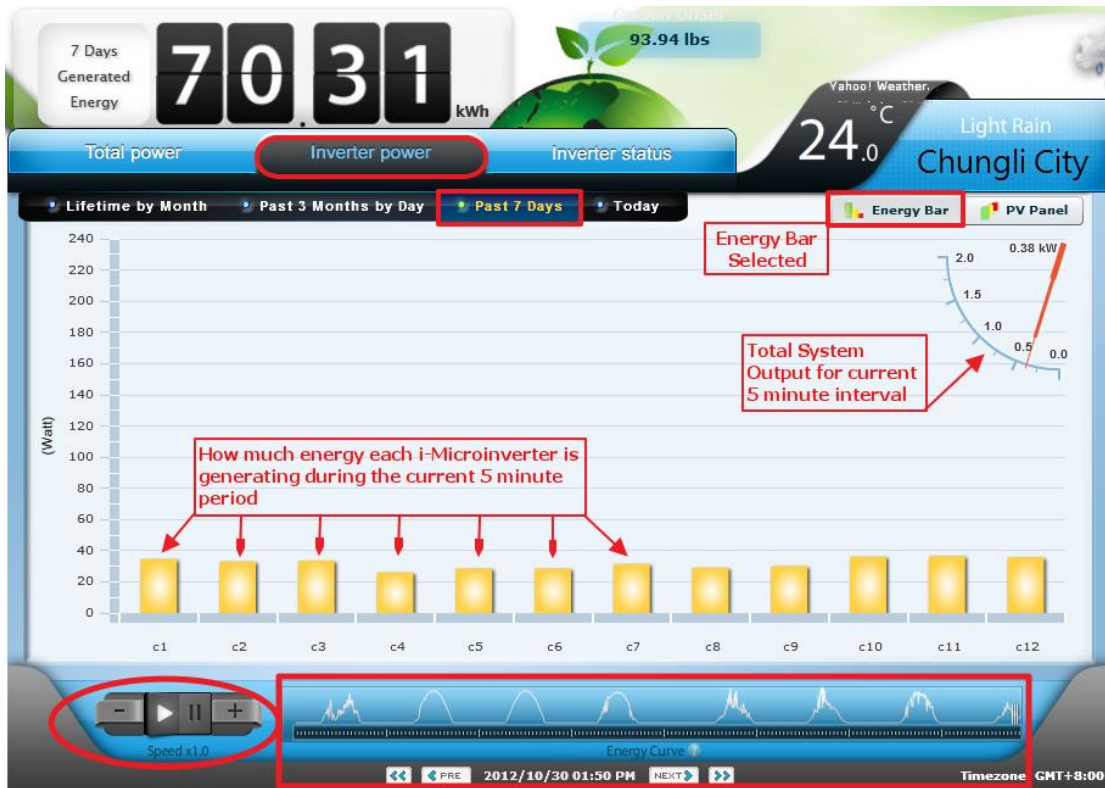 Carbon Offset
93.94 lbs
7 Days
Generated
Energy
70.31
kWh
Yahoo! Weather,
24.0 °C
Light Rain
Chungli City
Total power
Inverter power
Inverter status
Lifetime by Month
Past 3 Months by Day
Past 7 Days
Today
Energy Bar
PV Panel
Energy Bar
Selected
0.38 kW
2.0
1.5
1.0
0.5
0.0
Total System
Output for current
5 minute interval
(Watt)
240
220
200
180
160
140
120
100
80
60
40
20
0
How much energy each i-Microinverter is
generating during the current 5 minute
period
c1 c2 c3 c4 c5 c6 c7 c8 c9 c10 c11 c12
Speed x1.0
Energy Curve ?
PRE 2012/10/30 01:50 PM NEXT
Timezone: GMT+8:00